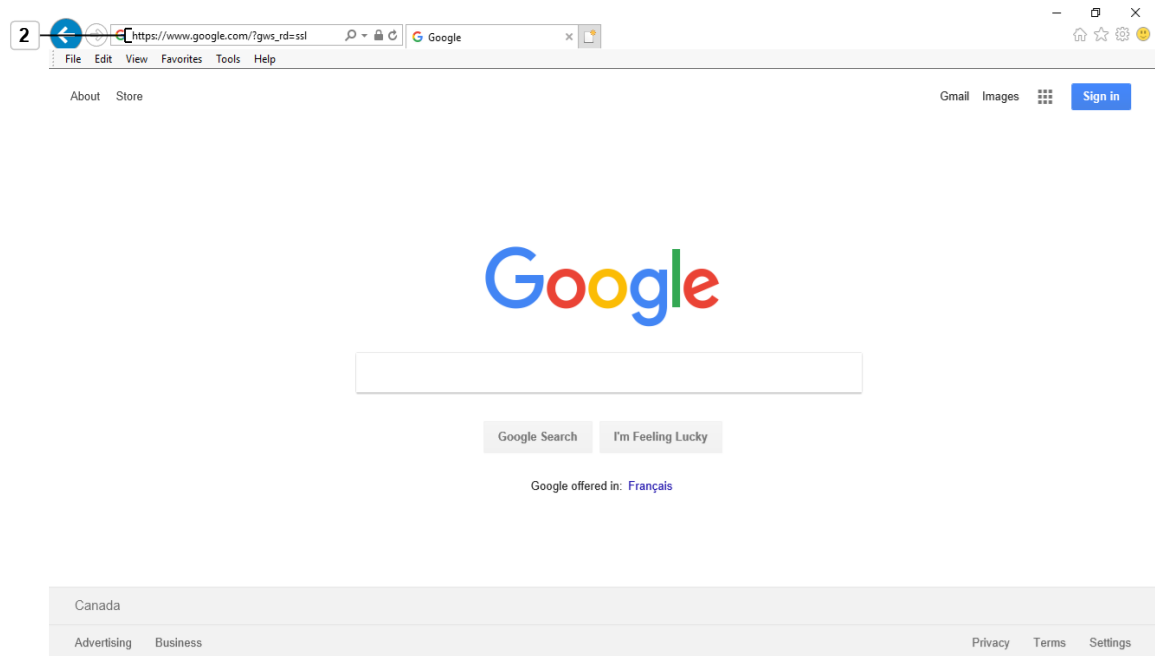 2
https://www.google.com/?gws_rd=ssl
Google
File Edit View Favorites Tools Help
About Store Gmail Images Sign in
Google
Google Search I'm Feeling Lucky
Google offered in: Français
Canada
Advertising Business Privacy Terms Settings